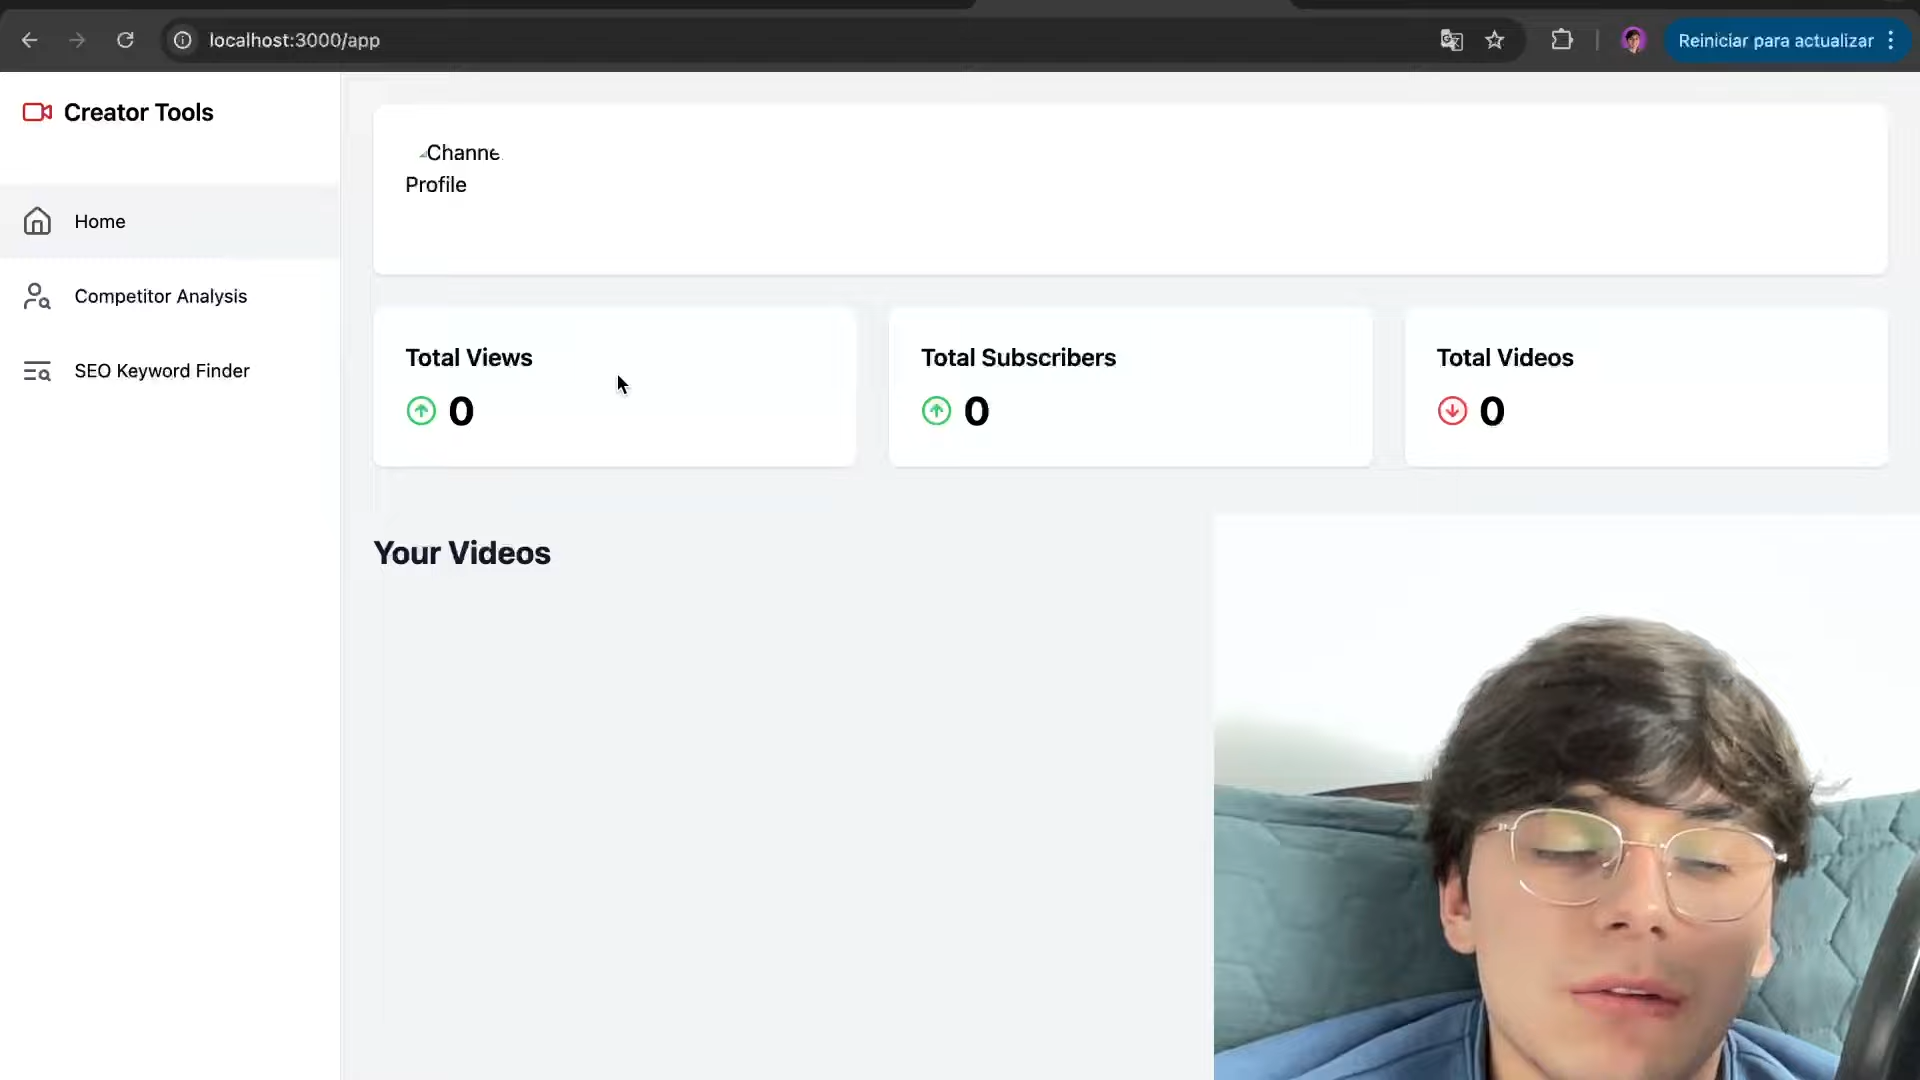 localhost:3000/app
Reiniciar para actualizar
Creator Tools
Home
Competitor Analysis
SEO Keyword Finder
Channe
Profile
Total Views
0
Total Subscribers
0
Total Videos
0
Your Videos